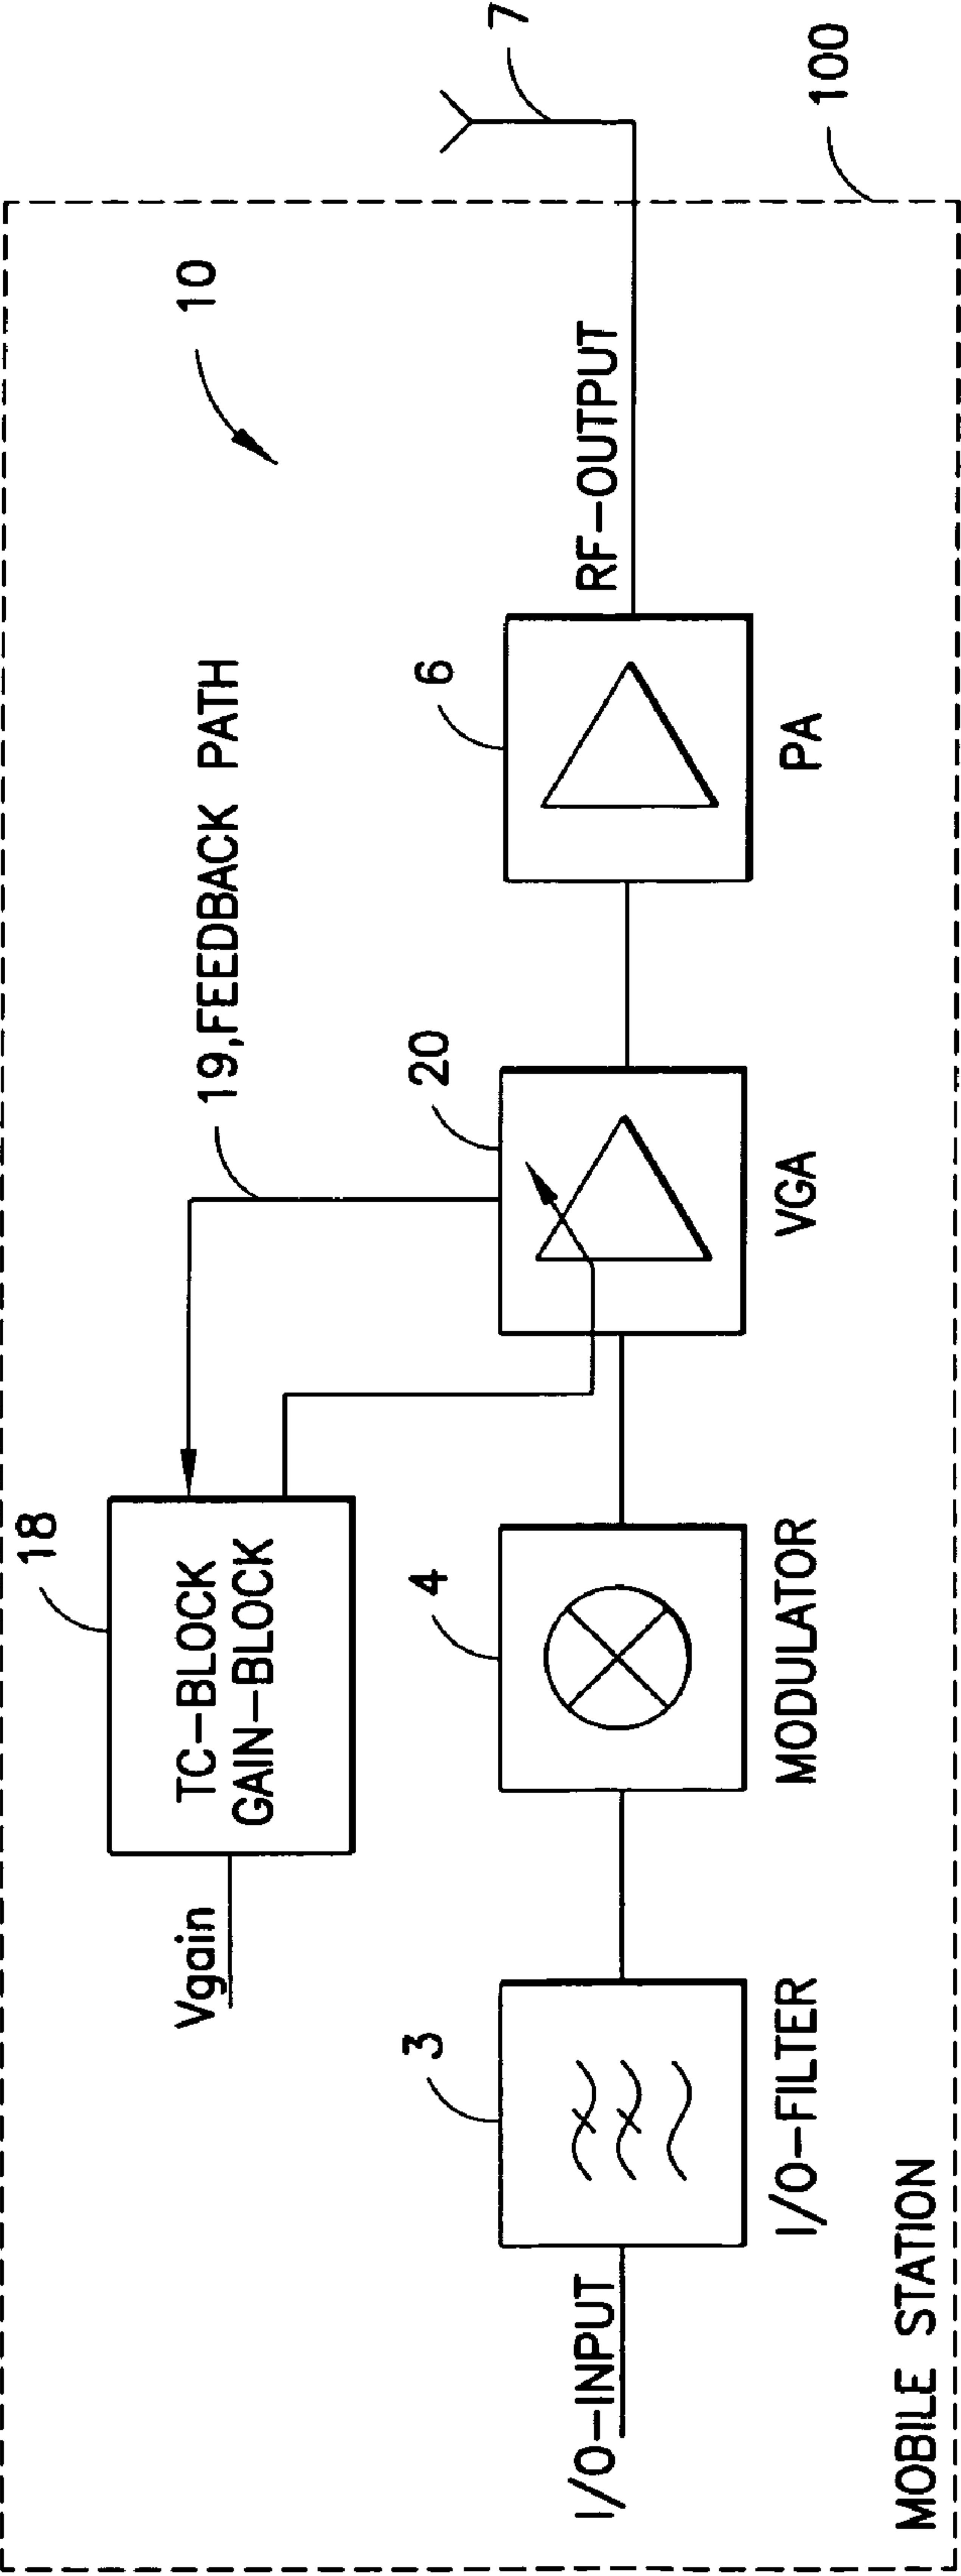 18
TC-BLOCK
GAIN-BLOCK
Vgain
19,FEEDBACK PATH
10
7
100
I/O-INPUT
3
I/O-FILTER
4
MODULATOR
20
VGA
6
PA
RF-OUTPUT
MOBILE STATION